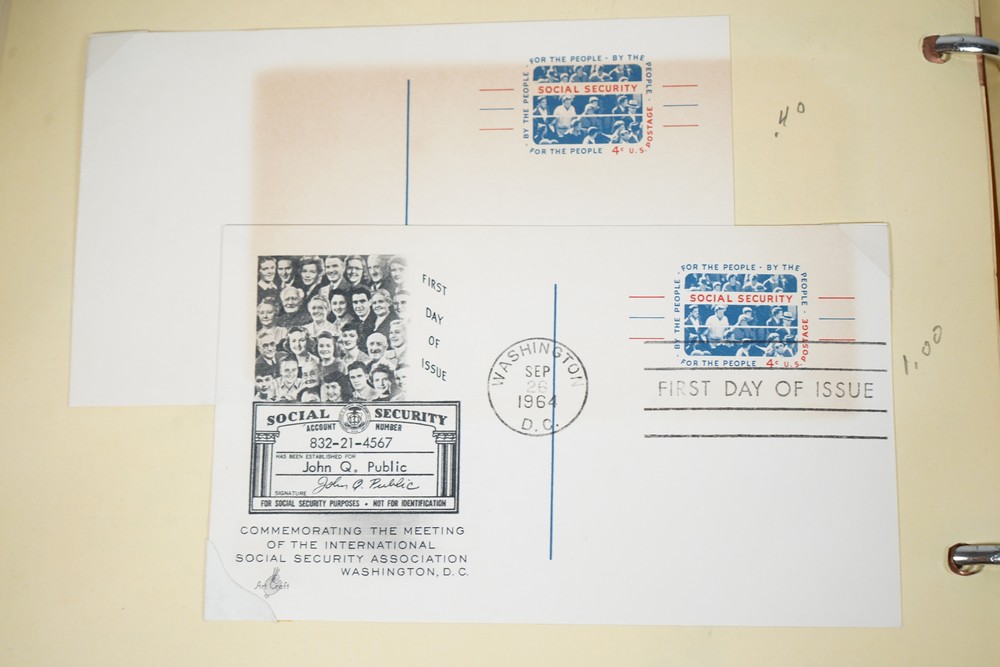 FOR THE PEOPLE · BY THE PEOPLE ·
BY THE PEOPLE ·
SOCIAL SECURITY
FOR THE PEOPLE
4¢ U.S. POSTAGE
.40
FOR THE PEOPLE · BY THE PEOPLE ·
BY THE PEOPLE ·
SOCIAL SECURITY
FOR THE PEOPLE
4¢ U.S. POSTAGE
1.00
FIRST
DAY
OF
ISSUE
WASHINGTON
SEP
26
1964
D.C.
FIRST DAY OF ISSUE
SOCIAL SECURITY
ACCOUNT NUMBER
832-21-4567
HAS BEEN ESTABLISHED FOR
John Q. Public
John Q. Public
SIGNATURE
FOR SOCIAL SECURITY PURPOSES • NOT FOR IDENTIFICATION
COMMEMORATING THE MEETING
OF THE INTERNATIONAL
SOCIAL SECURITY ASSOCIATION
WASHINGTON, D.C.
Art Craft